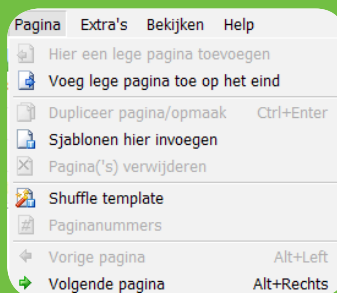 Pagina Extra's Bekijken Help
Hier een lege pagina toevoegen
Voeg lege pagina toe op het eind
Dupliceer pagina/opmaak Ctrl+Enter
Sjablonen hier invoegen
Pagina('s) verwijderen
Shuffle template
Paginanummers
Vorige pagina Alt+Left
Volgende pagina Alt+Rechts